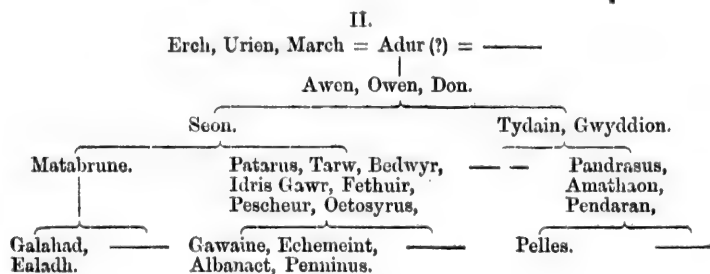 II.
Erch, Urien, March = Adur (?) = ——
Awen, Owen, Don.
Seon. Tydain, Gwyddion.
Matabrune. Patarus, Tarw, Bedwyr, — — Pandrasus,
Idris Gawr, Fethuir, Amathaon,
Pescheur, Oetosyrus, Pendaran,
Galahad, —— Gawaine, Echemeint, —— Pelles. ——
Ealadh. Albanact, Penninus.